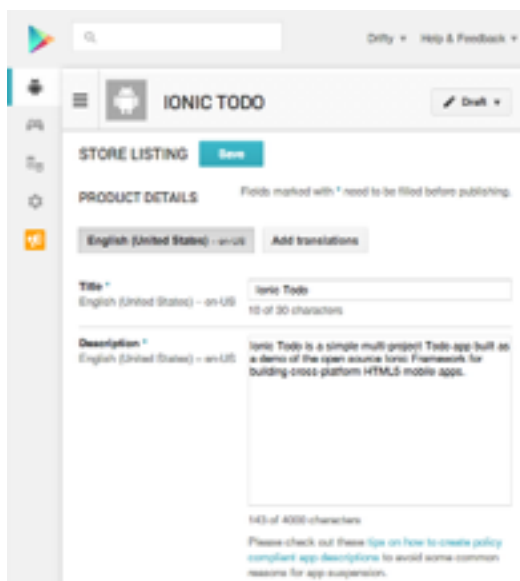 Drifty Help & Feedback
IONIC TODO
Draft
STORE LISTING Save
PRODUCT DETAILS Fields marked with * need to be filled before publishing.
English (United States) – en-US Add translations
Title * Ionic Todo
English (United States) – en-US 10 of 30 characters
Description * Ionic Todo is a simple multi-project Todo app built as
English (United States) – en-US a demo of the open source Ionic Framework for
building cross-platform HTML5 mobile apps.
143 of 4000 characters
Please check out these tips on how to create policy
compliant app descriptions to avoid some common
reasons for app suspension.